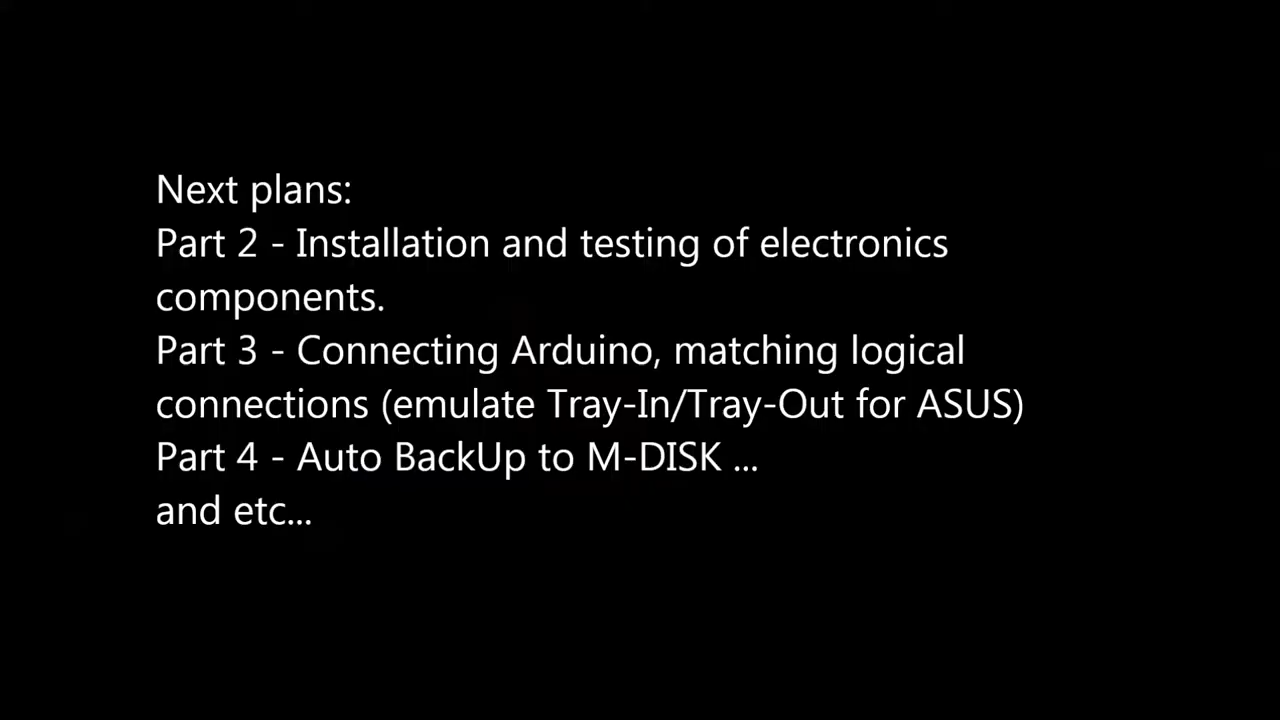 Next plans:
Part 2 - Installation and testing of electronics
components.
Part 3 - Connecting Arduino, matching logical
connections (emulate Tray-In/Tray-Out for ASUS)
Part 4 - Auto BackUp to M-DISK ...
and etc...